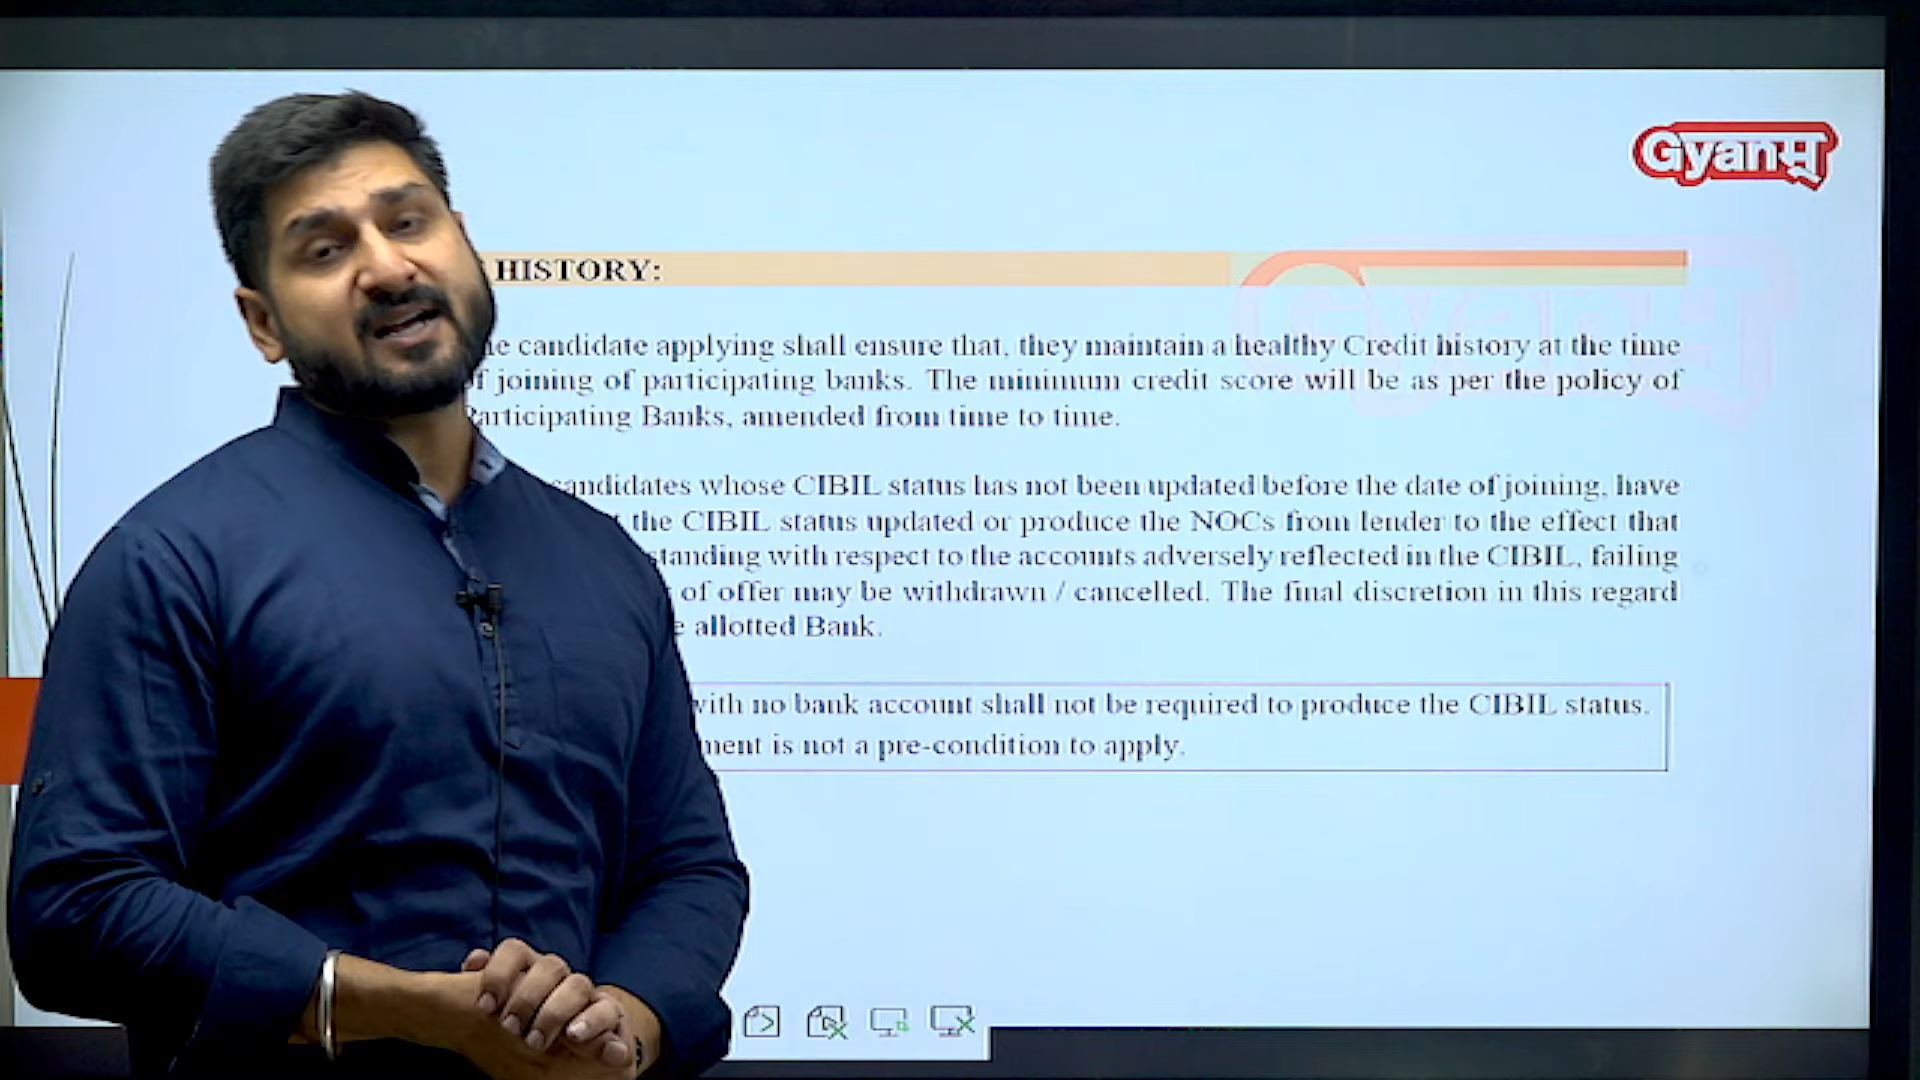 Gyanम्
HISTORY:
candidate applying shall ensure that, they maintain a healthy Credit history at the time
joining of participating banks. The minimum credit score will be as per the policy of
Participating Banks, amended from time to time.
candidates whose CIBIL status has not been updated before the date of joining, have
the CIBIL status updated or produce the NOCs from lender to the effect that
standing with respect to the accounts adversely reflected in the CIBIL, failing
of offer may be withdrawn / cancelled. The final discretion in this regard
allotted Bank.
with no bank account shall not be required to produce the CIBIL status.
ment is not a pre-condition to apply.